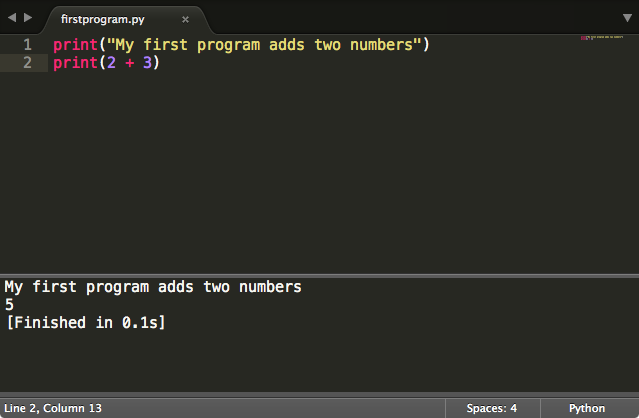 firstprogram.py
1 print("My first program adds two numbers")
2 print(2 + 3)
My first program adds two numbers
5
[Finished in 0.1s]
Line 2, Column 13 Spaces: 4 Python